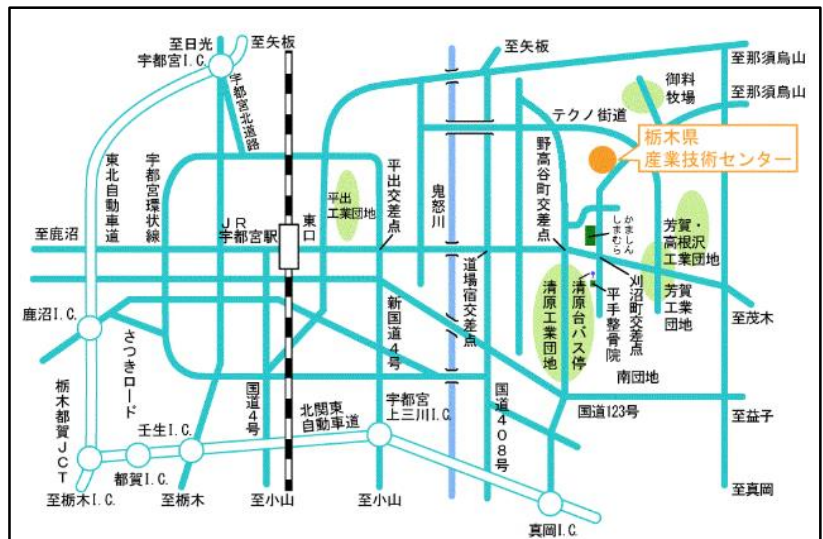 至日光
宇都宮I.C.
至矢板
至矢板
至那須烏山
御料
牧場
至那須烏山
宇都宮北道路
テクノ街道
栃木県
産業技術センター
東北自動車道
宇都宮環状線
JR
宇都宮駅
東口
平出
工業団地
平出交差点
鬼怒川
野高谷町交差点
かましん
しまむら
芳賀・
高根沢
工業団地
至鹿沼
道場宿交差点
清原工業団地
清原台バス停
平手整骨院
刈沼町交差点
芳賀
工業
団地
至茂木
鹿沼I.C.
さつきロード
新国道4号
南団地
栃木都賀JCT
壬生I.C.
都賀I.C.
国道4号
北関東
自動車道
宇都宮
上三川I.C.
国道408号
国道123号
至益子
至栃木I.C.
至栃木
至小山
至小山
真岡I.C.
至真岡